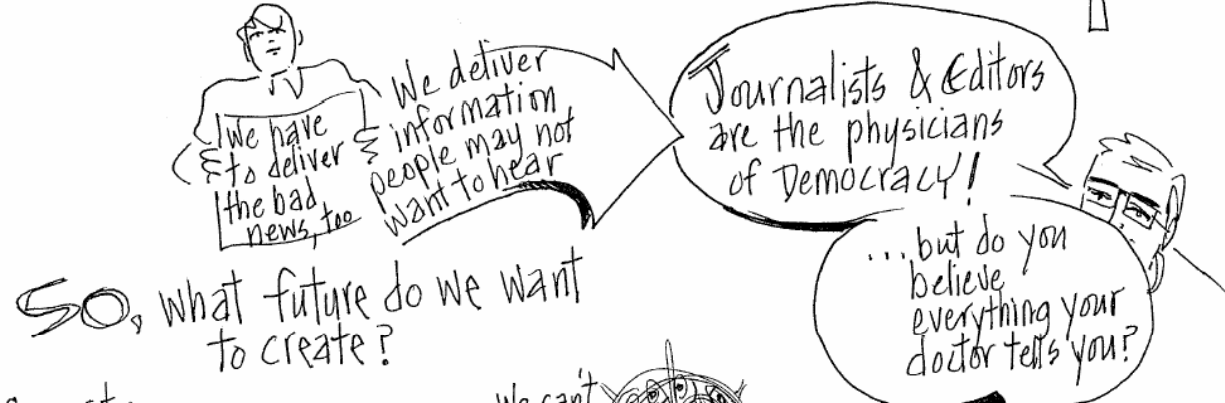 We have
to deliver
the bad
news, too
We deliver
information
people may not
want to hear
Journalists & Editors
are the physicians
of Democracy!
...but do you
believe
everything your
doctor tells you?
So, what future do we want
to create?
We can't